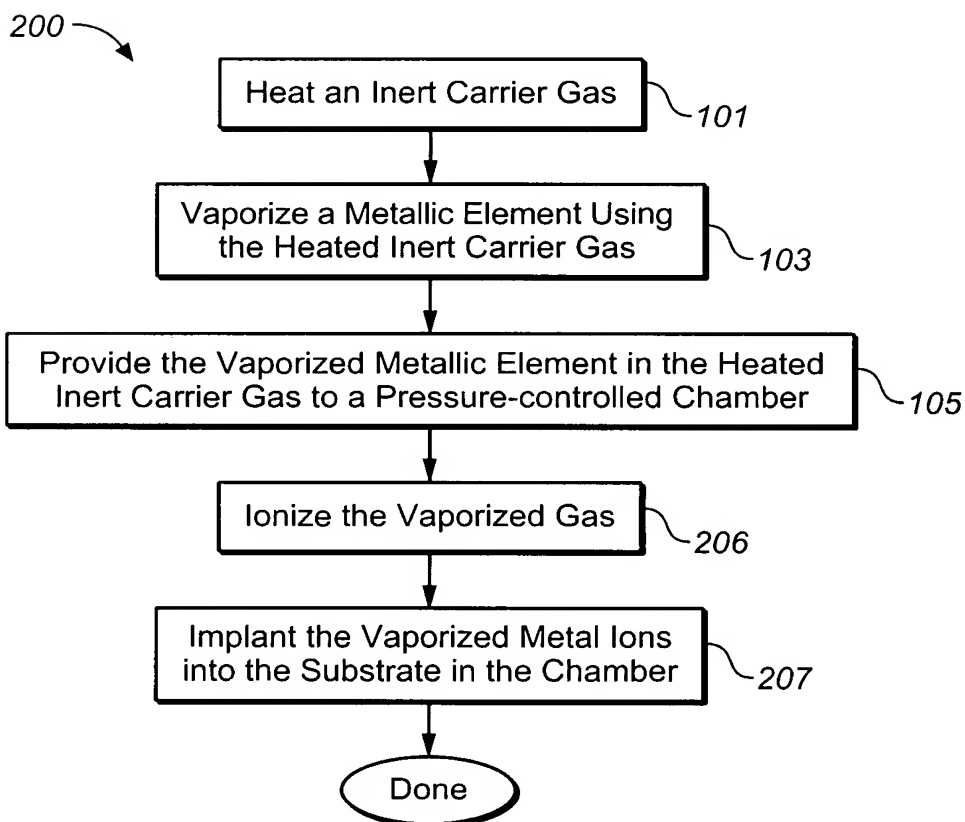 200
Heat an Inert Carrier Gas
101
Vaporize a Metallic Element Using
the Heated Inert Carrier Gas
103
Provide the Vaporized Metallic Element in the Heated
Inert Carrier Gas to a Pressure-controlled Chamber
105
Ionize the Vaporized Gas
206
Implant the Vaporized Metal Ions
into the Substrate in the Chamber
207
Done